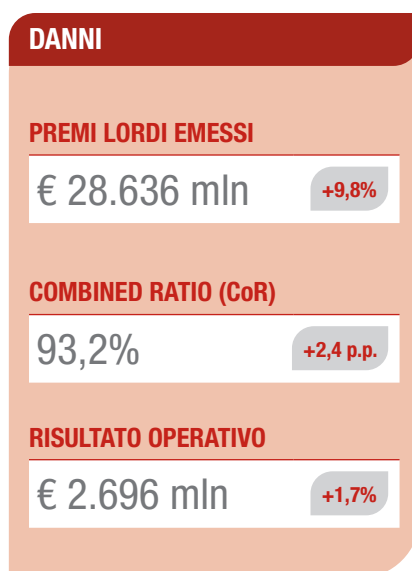 DANNI
PREMI LORDI EMESSI
€ 28.636 mln +9,8%
COMBINED RATIO (CoR)
93,2% +2,4 p.p.
RISULTATO OPERATIVO
€ 2.696 mln +1,7%